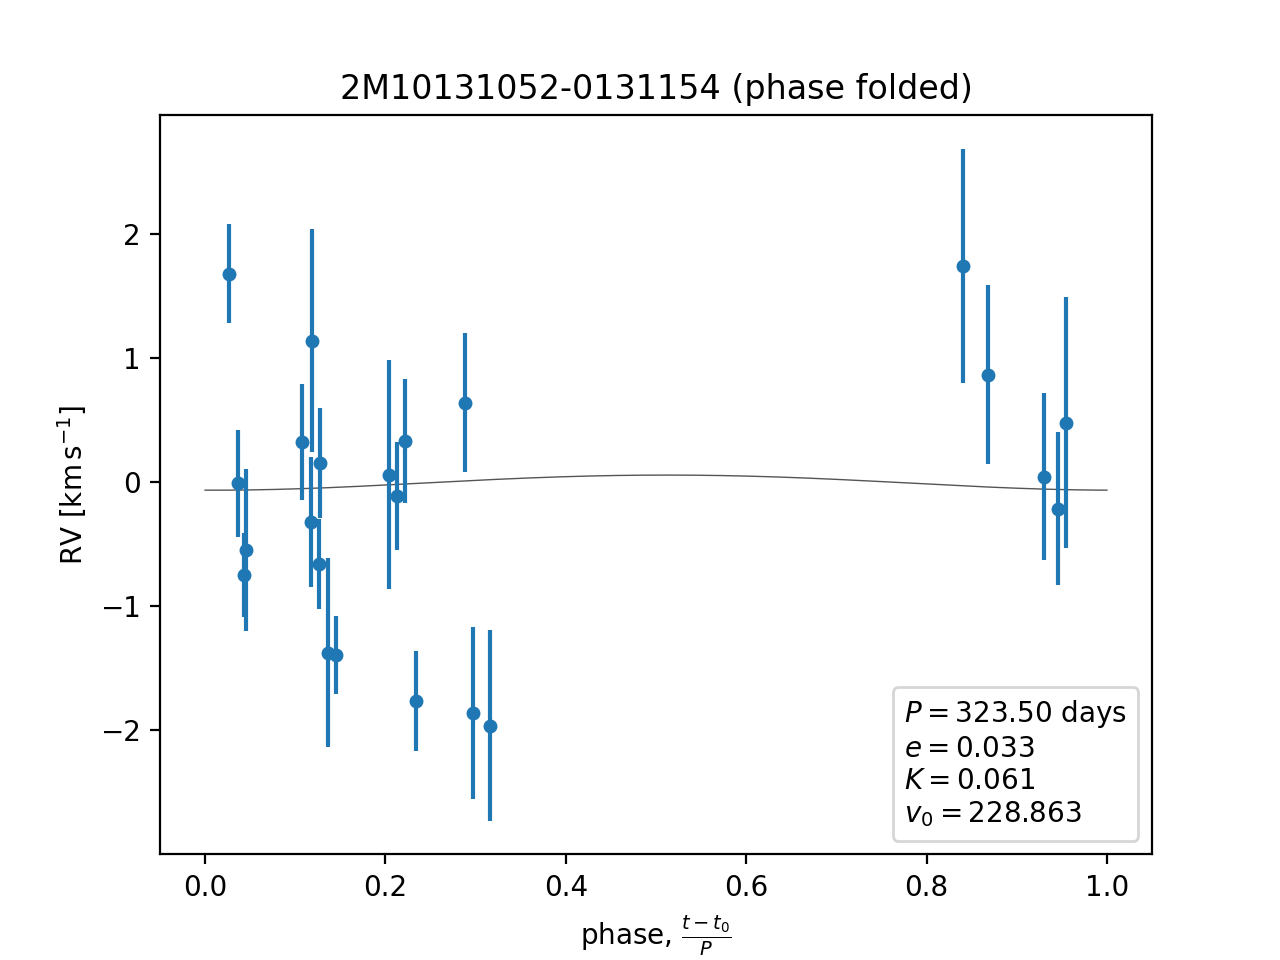 2M10131052-0131154 (phase folded)
RV [km s⁻¹]
2
1
0
−1
−2
P = 323.50 days
e = 0.033
K = 0.061
v₀ = 228.863
0.0 0.2 0.4 0.6 0.8 1.0
phase, (t − t₀)/P